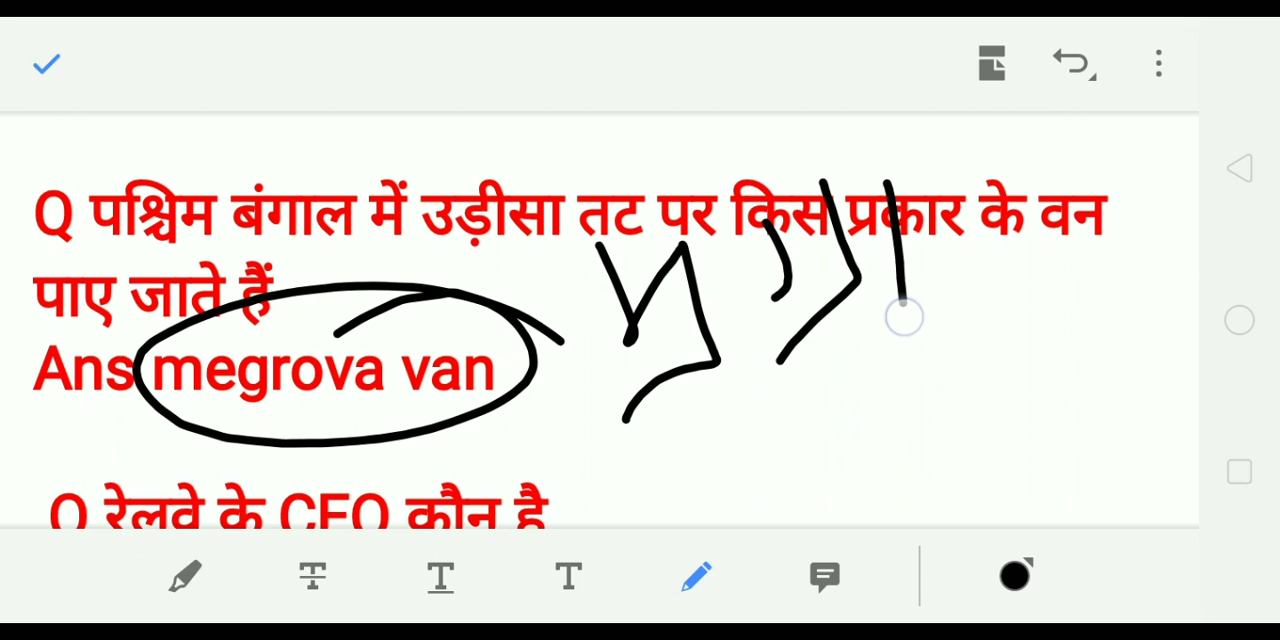 Q पश्चिम बंगाल में उड़ीसा तट पर किस प्रकार के वन
पाए जाते हैं
Ans megrova van
Q रेलवे के CEO कौन है